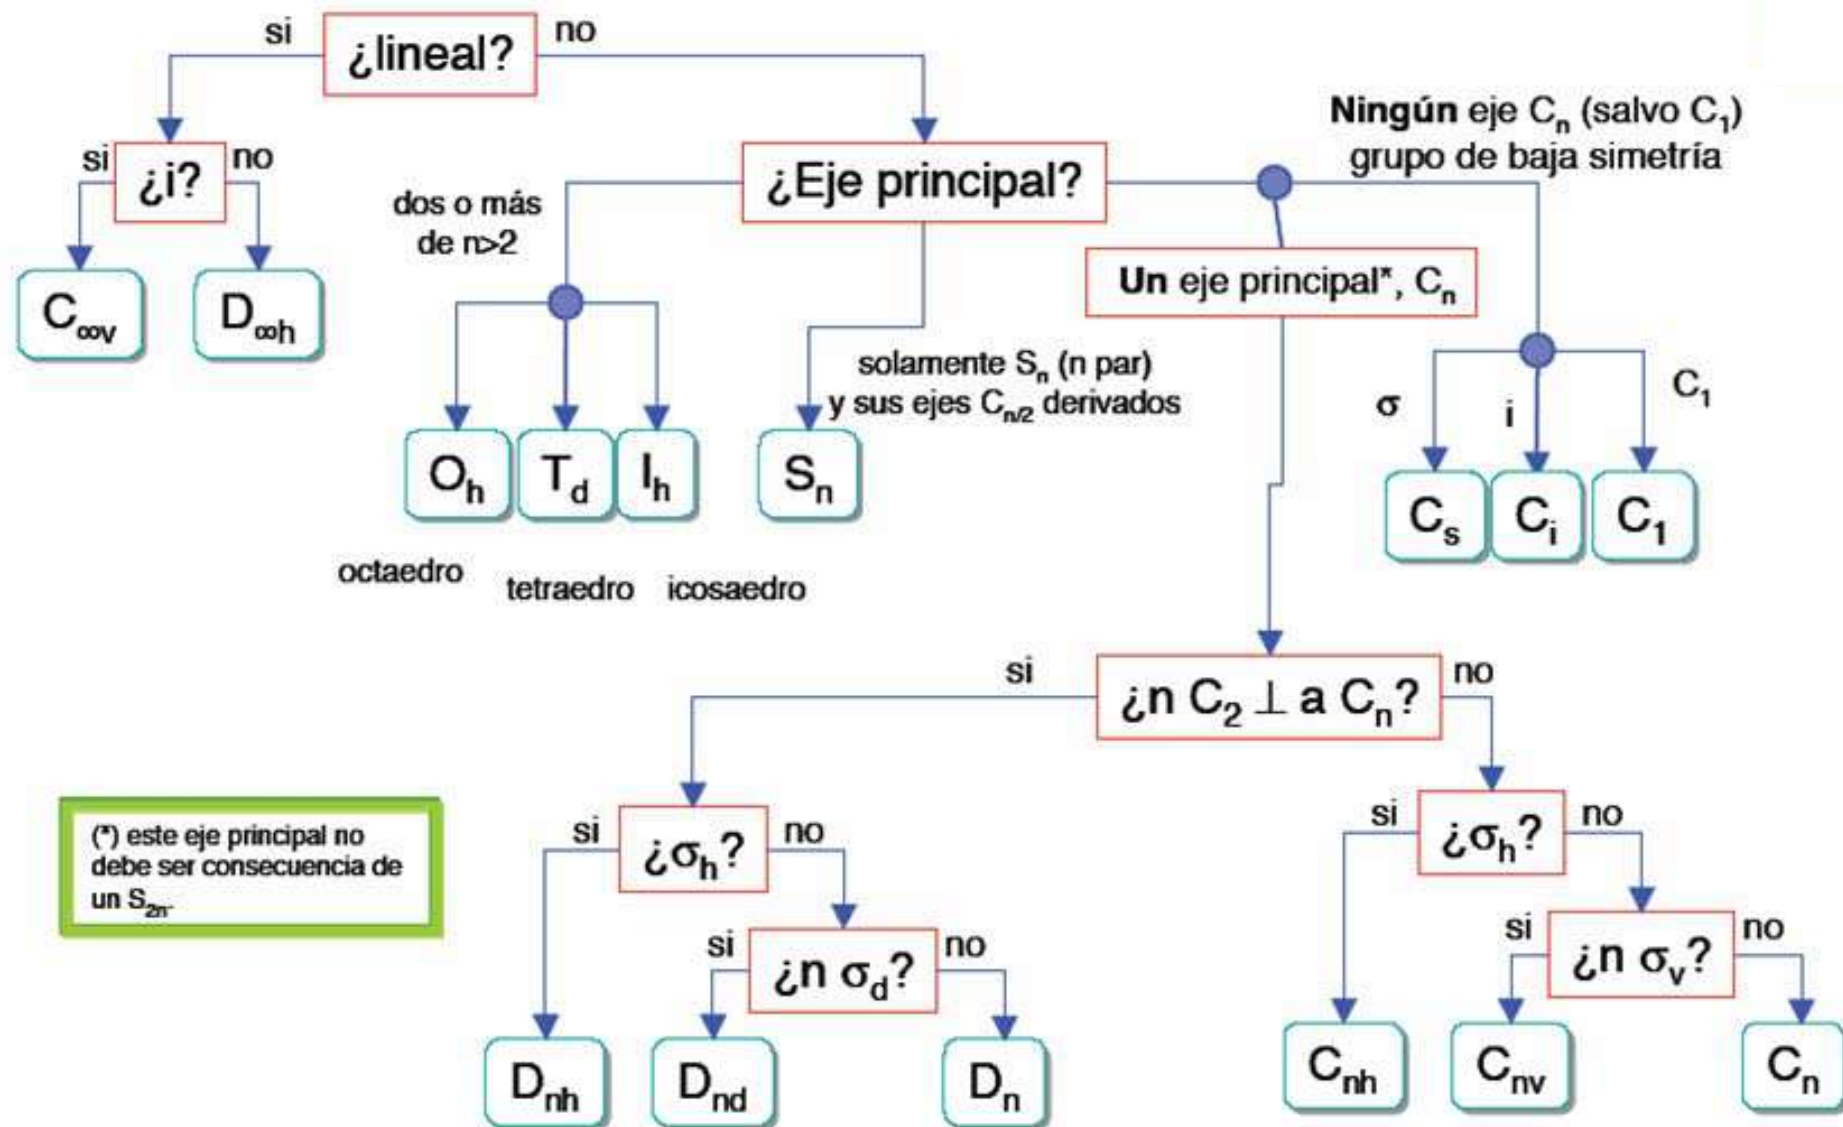 si
¿lineal?
no
si
¿i?
no
C∞v
D∞h
¿Eje principal?
dos o más
de n>2
Oh
Td
Ih
octaedro
tetraedro
icosaedro
solamente Sn (n par)
y sus ejes Cn/2 derivados
Sn
Un eje principal*, Cn
Ningún eje Cn (salvo C1)
grupo de baja simetría
σ
i
C1
Cs
Ci
C1
si
¿n C2 ⊥ a Cn?
no
si
¿σh?
no
si
¿n σd?
no
Dnh
Dnd
Dn
si
¿σh?
no
si
¿n σv?
no
Cnh
Cnv
Cn
(*) este eje principal no
debe ser consecuencia de
un S2n.